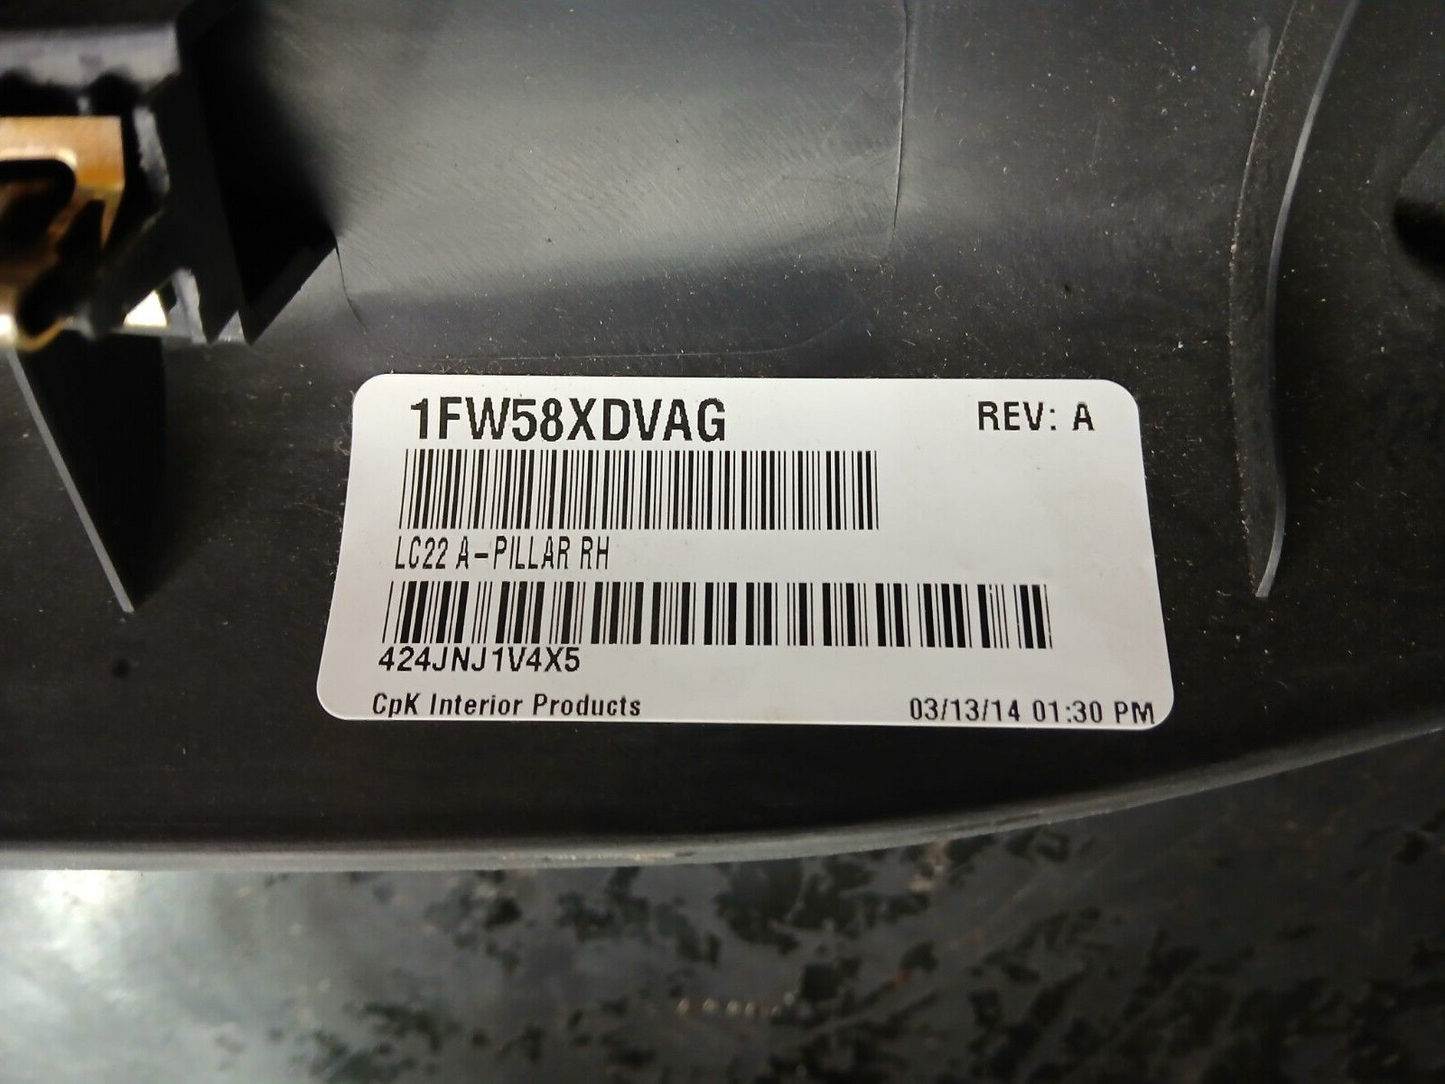 1FW58XDVAG REV: A
LC22 A-PILLAR RH
424JNJ1V4X5
CpK Interior Products 03/13/14 01:30 PM